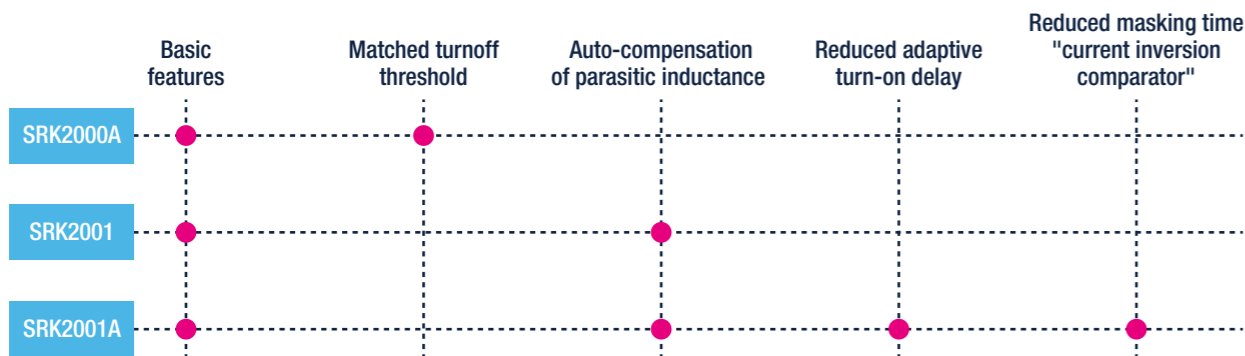 Basic
features
Matched turnoff
threshold
Auto-compensation
of parasitic inductance
Reduced adaptive
turn-on delay
Reduced masking time
"current inversion
comparator"
SRK2000A
SRK2001
SRK2001A